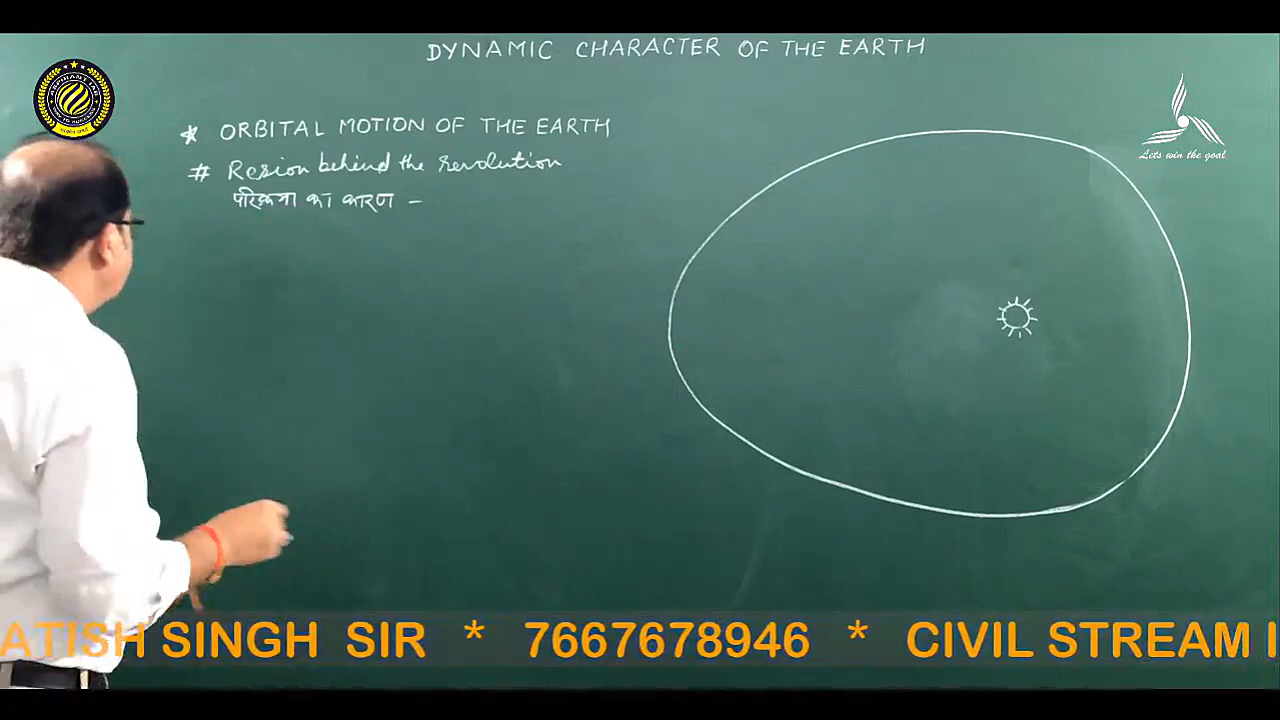 DYNAMIC CHARACTER OF THE EARTH
* ORBITAL MOTION OF THE EARTH
# Resion behind the revolution
परिक्रमा का कारण -
Lets win the goal
ATISH SINGH SIR * 7667678946 * CIVIL STREAM I